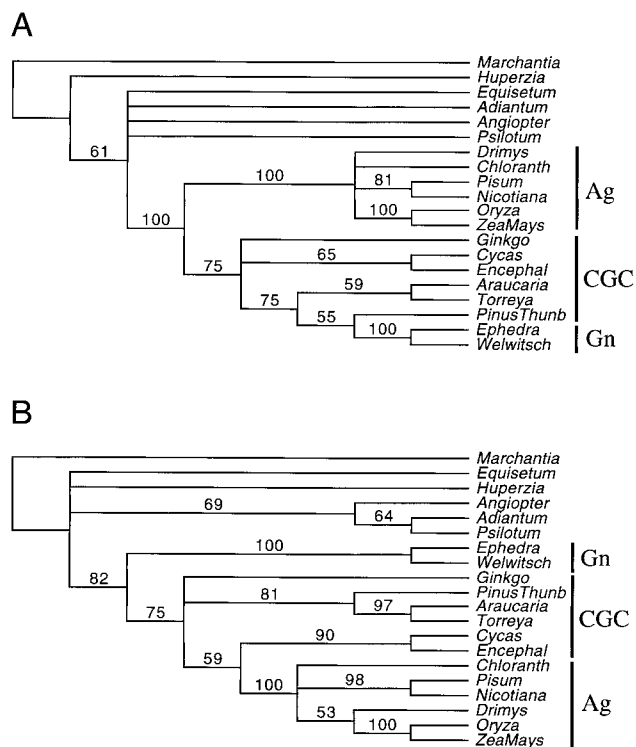 A
Marchantia
Huperzia
Equisetum
Adiantum
Angiopter
61
Psilotum
Drimys
100
Chloranth
81
Pisum
Nicotiana
Ag
100
Oryza
100
ZeaMays
Ginkgo
65
Cycas
75
Encephal
59
Araucaria
CGC
75
Torreya
55
PinusThunb
100
Ephedra
Gn
Welwitsch
B
Marchantia
Equisetum
Huperzia
69
Angiopter
64
Adiantum
Psilotum
100
Ephedra
Gn
Welwitsch
82
Ginkgo
81
PinusThunb
97
Araucaria
75
Torreya
CGC
90
Cycas
Encephal
59
Chloranth
98
Pisum
100
Nicotiana
Ag
53
Drimys
100
Oryza
ZeaMays